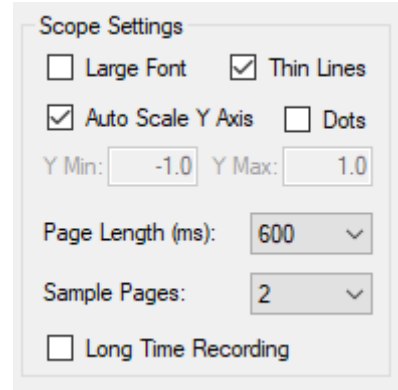 Scope Settings
Large Font Thin Lines
Auto Scale Y Axis Dots
Y Min: -1.0 Y Max: 1.0
Page Length (ms): 600
Sample Pages: 2
Long Time Recording